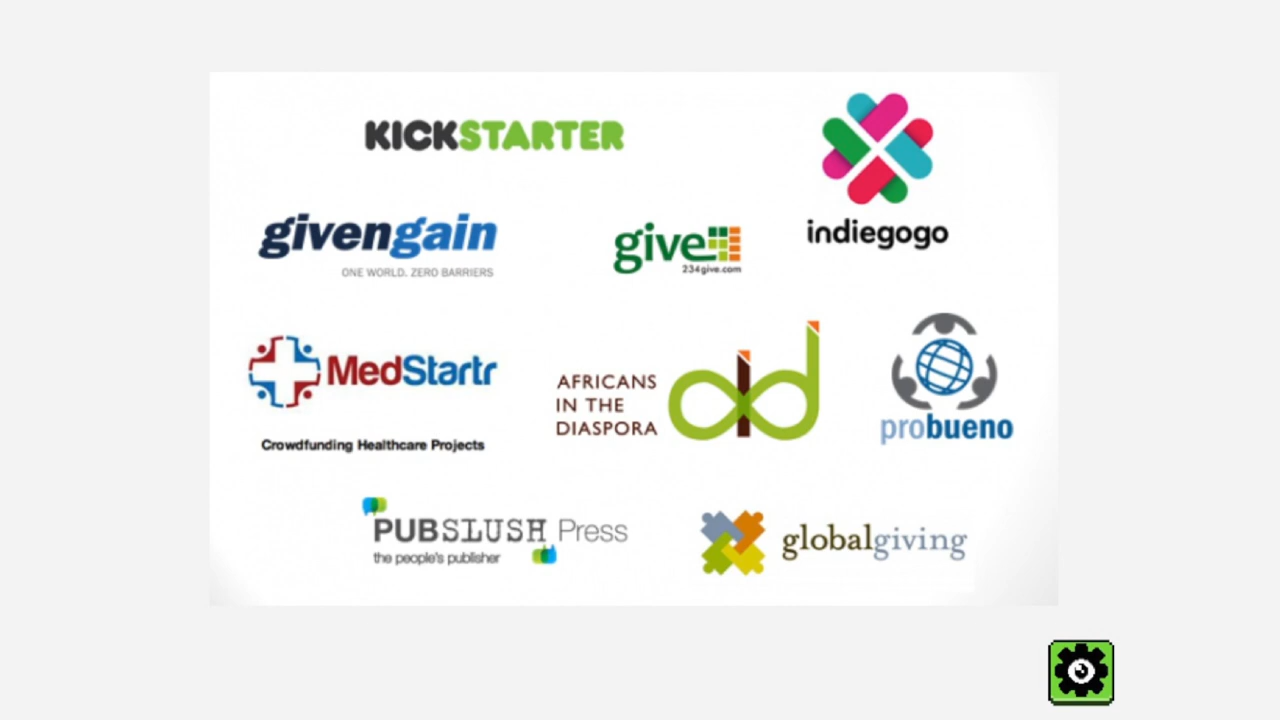 KICKSTARTER
indiegogo
givengain
ONE WORLD. ZERO BARRIERS
give
234give.com
MedStartr
Crowdfunding Healthcare Projects
AFRICANS
IN THE
DIASPORA
aid
probueno
PUBSLUSH Press
the people's publisher
globalgiving